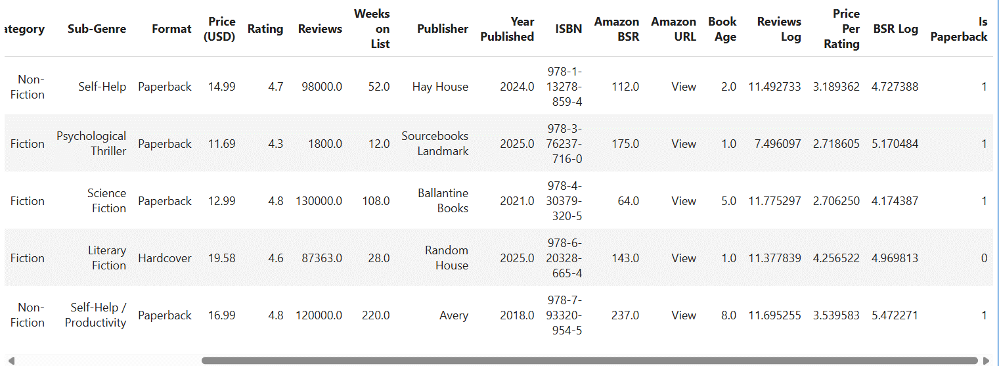 ategory Sub-Genre Format Price (USD) Rating Reviews Weeks on List Publisher Year Published ISBN Amazon BSR Amazon URL Book Age Reviews Log Price Per Rating BSR Log Is Paperback
Non-Fiction Self-Help Paperback 14.99 4.7 98000.0 52.0 Hay House 2024.0 978-1-13278-859-4 112.0 View 2.0 11.492733 3.189362 4.727388 1
Fiction Psychological Thriller Paperback 11.69 4.3 1800.0 12.0 Sourcebooks Landmark 2025.0 978-3-76237-716-0 175.0 View 1.0 7.496097 2.718605 5.170484 1
Fiction Science Fiction Paperback 12.99 4.8 130000.0 108.0 Ballantine Books 2021.0 978-4-30379-320-5 64.0 View 5.0 11.775297 2.706250 4.174387 1
Fiction Literary Fiction Hardcover 19.58 4.6 87363.0 28.0 Random House 2025.0 978-6-20328-665-4 143.0 View 1.0 11.377839 4.256522 4.969813 0
Non-Fiction Self-Help / Productivity Paperback 16.99 4.8 120000.0 220.0 Avery 2018.0 978-7-93320-954-5 237.0 View 8.0 11.695255 3.539583 5.472271 1